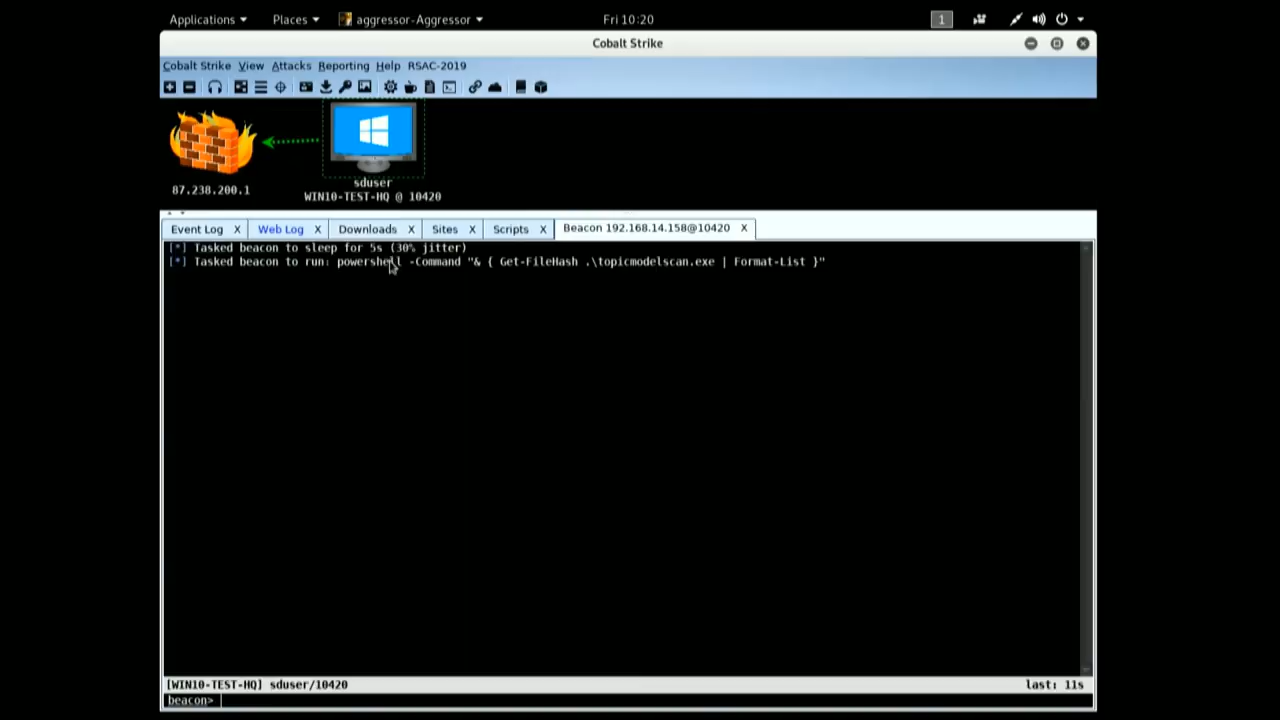 Applications Places aggressor-Aggressor Fri 10:20 1
Cobalt Strike
Cobalt Strike View Attacks Reporting Help RSAC-2019
87.238.200.1
sduser
WIN10-TEST-HQ @ 10420
Event Log X Web Log X Downloads X Sites X Scripts X Beacon 192.168.14.158@10420 X
[*] Tasked beacon to sleep for 5s (30% jitter)
[*] Tasked beacon to run: powershell -Command "& { Get-FileHash .\topicmodelscan.exe | Format-List }"
[WIN10-TEST-HQ] sduser/10420 last: 11s
beacon>